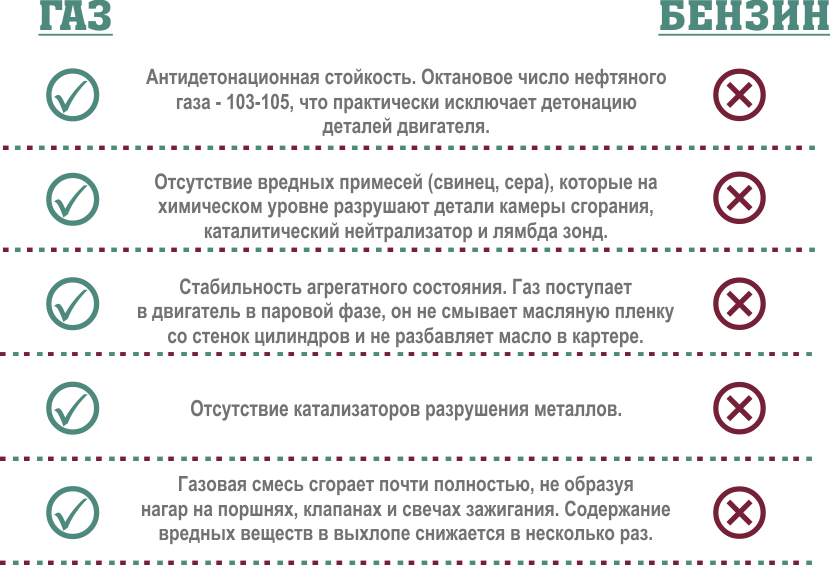 ГАЗ
БЕНЗИН
Антидетонационная стойкость. Октановое число нефтяного
газа - 103-105, что практически исключает детонацию
деталей двигателя.
Отсутствие вредных примесей (свинец, сера), которые на
химическом уровне разрушают детали камеры сгорания,
каталитический нейтрализатор и лямбда зонд.
Стабильность агрегатного состояния. Газ поступает
в двигатель в паровой фазе, он не смывает масляную пленку
со стенок цилиндров и не разбавляет масло в картере.
Отсутствие катализаторов разрушения металлов.
Газовая смесь сгорает почти полностью, не образуя
нагар на поршнях, клапанах и свечах зажигания. Содержание
вредных веществ в выхлопе снижается в несколько раз.